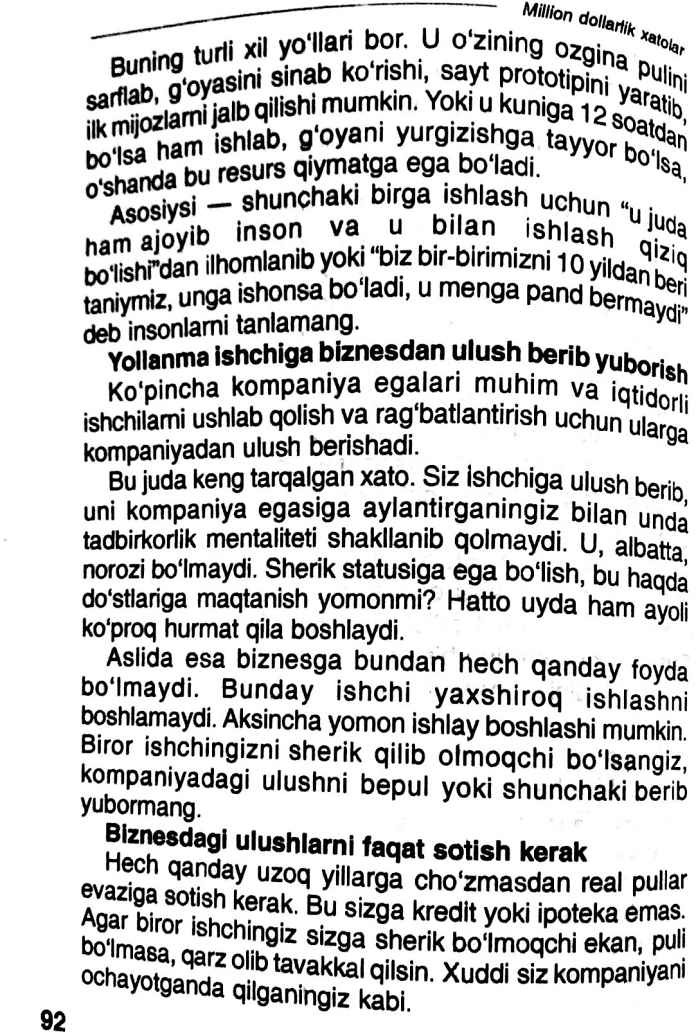 Million dollarlik xatolar
Buning turli xil yo‘llari bor. U o‘zining ozgina pulini
sarflab, g‘oyasini sinab ko‘rishi, sayt prototipini yaratib,
ilk mijozlarni jalb qilishi mumkin. Yoki u kuniga 12 soatdan
bo‘lsa ham ishlab, g‘oyani yurgizishga tayyor bo‘lsa,
o‘shanda bu resurs qiymatga ega bo‘ladi.
Asosiysi — shunchaki birga ishlash uchun “u juda
ham ajoyib inson va u bilan ishlash qiziq
bo‘lishi”dan ilhomlanib yoki “biz bir-birimizni 10 yildan beri
taniymiz, unga ishonsa bo‘ladi, u menga pand bermaydi”
deb insonlarni tanlamang.
Yollanma ishchiga biznesdan ulush berib yuborish
Ko‘pincha kompaniya egalari muhim va iqtidorli
ishchilarni ushlab qolish va rag‘batlantirish uchun ularga
kompaniyadan ulush berishadi.
Bu juda keng tarqalgan xato. Siz ishchiga ulush berib,
uni kompaniya egasiga aylantirganingiz bilan unda
tadbirkorlik mentaliteti shakllanib qolmaydi. U, albatta,
norozi bo‘lmaydi. Sherik statusiga ega bo‘lish, bu haqda
do‘stlariga maqtanish yomonmi? Hatto uyda ham ayoli
ko‘proq hurmat qila boshlaydi.
Aslida esa biznesga bundan hech qanday foyda
bo‘lmaydi. Bunday ishchi yaxshiroq ishlashni
boshlamaydi. Aksincha yomon ishlay boshlashi mumkin.
Biror ishchingizni sherik qilib olmoqchi bo‘lsangiz,
kompaniyadagi ulushni bepul yoki shunchaki berib
yubormang.
Biznesdagi ulushlarni faqat sotish kerak
Hech qanday uzoq yillarga cho‘zmasdan real pullar
evaziga sotish kerak. Bu sizga kredit yoki ipoteka emas.
Agar biror ishchingiz sizga sherik bo‘lmoqchi ekan, puli
bo‘lmasa, qarz olib tavakkal qilsin. Xuddi siz kompaniyani
ochayotganda qilganingiz kabi.
92